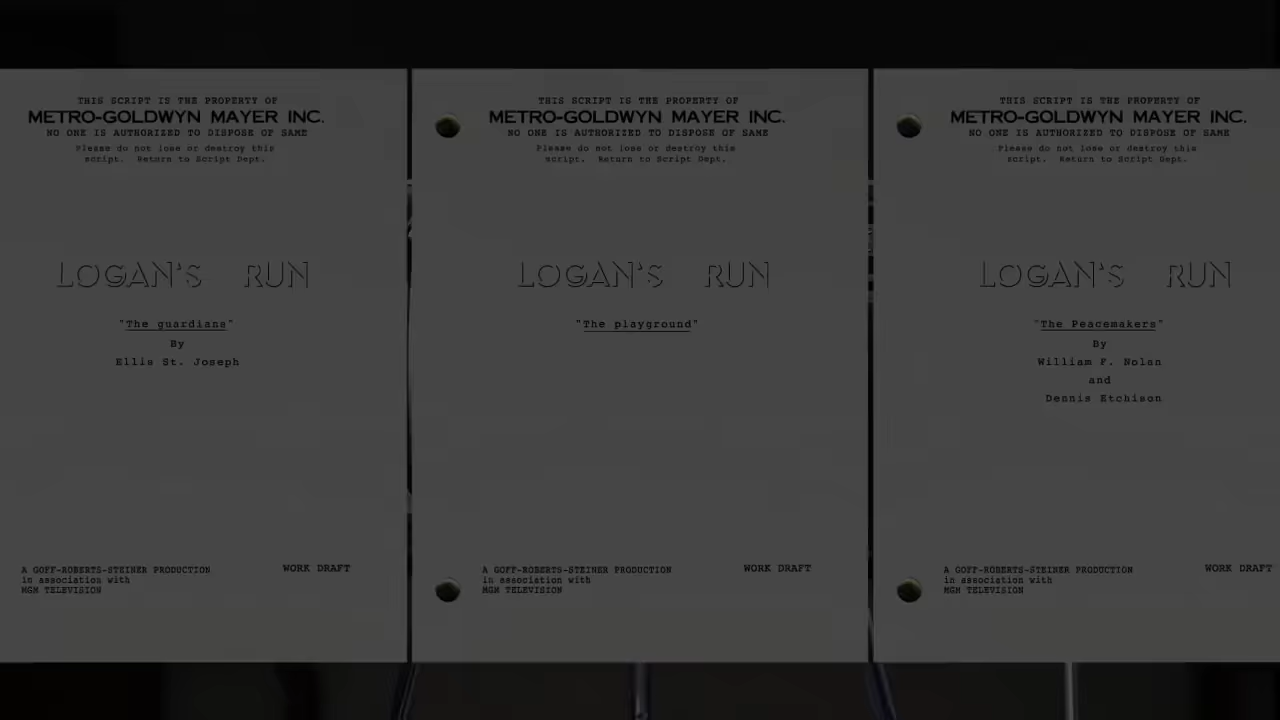 THIS SCRIPT IS THE PROPERTY OF
METRO-GOLDWYN MAYER INC.
NO ONE IS AUTHORIZED TO DISPOSE OF SAME
Please do not lose or destroy this
script. Return to Script Dept.
LOGAN'S RUN
"The guardians"
By
Ellis St. Joseph
A GOFF-ROBERTS-STEINER PRODUCTION
in association with
MGM TELEVISION
WORK DRAFT
THIS SCRIPT IS THE PROPERTY OF
METRO-GOLDWYN MAYER INC.
NO ONE IS AUTHORIZED TO DISPOSE OF SAME
Please do not lose or destroy this
script. Return to Script Dept.
LOGAN'S RUN
"The playground"
A GOFF-ROBERTS-STEINER PRODUCTION
in association with
MGM TELEVISION
WORK DRAFT
THIS SCRIPT IS THE PROPERTY OF
METRO-GOLDWYN MAYER INC.
NO ONE IS AUTHORIZED TO DISPOSE OF SAME
Please do not lose or destroy this
script. Return to Script Dept.
LOGAN'S RUN
"The Peacemakers"
By
William F. Nolan
and
Dennis Etchison
A GOFF-ROBERTS-STEINER PRODUCTION
in association with
MGM TELEVISION
WORK DRAFT